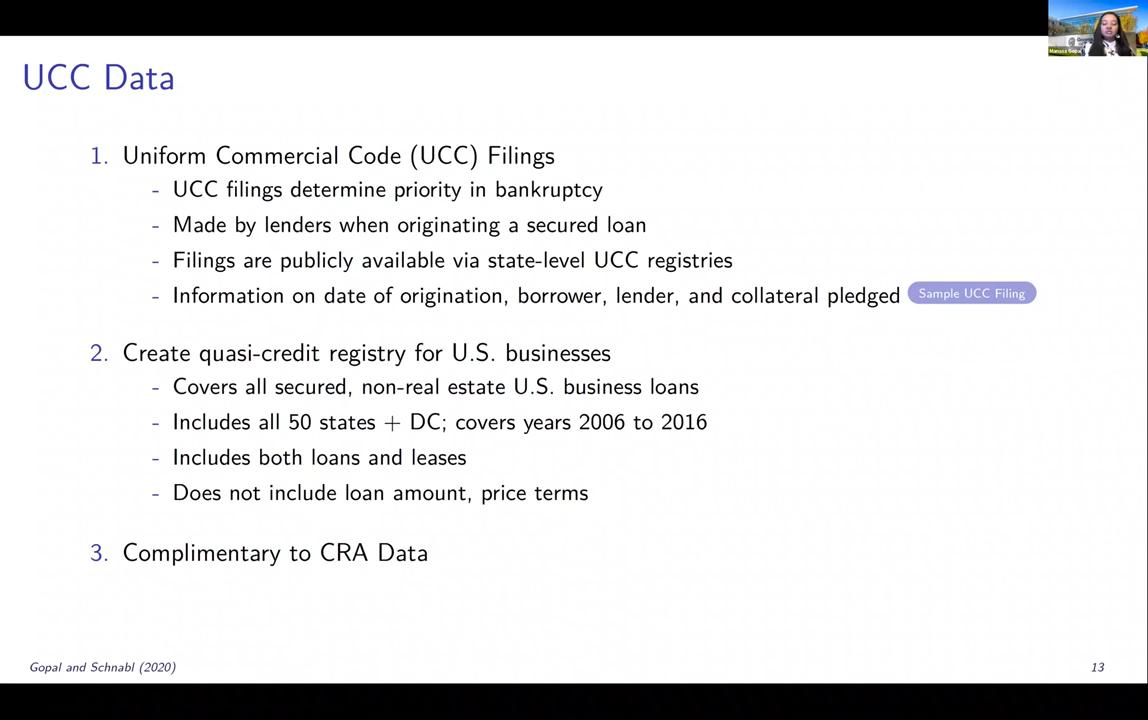 UCC Data
1. Uniform Commercial Code (UCC) Filings
- UCC filings determine priority in bankruptcy
- Made by lenders when originating a secured loan
- Filings are publicly available via state-level UCC registries
- Information on date of origination, borrower, lender, and collateral pledged Sample UCC Filing
2. Create quasi-credit registry for U.S. businesses
- Covers all secured, non-real estate U.S. business loans
- Includes all 50 states + DC; covers years 2006 to 2016
- Includes both loans and leases
- Does not include loan amount, price terms
3. Complimentary to CRA Data
Gopal and Schnabl (2020)
13